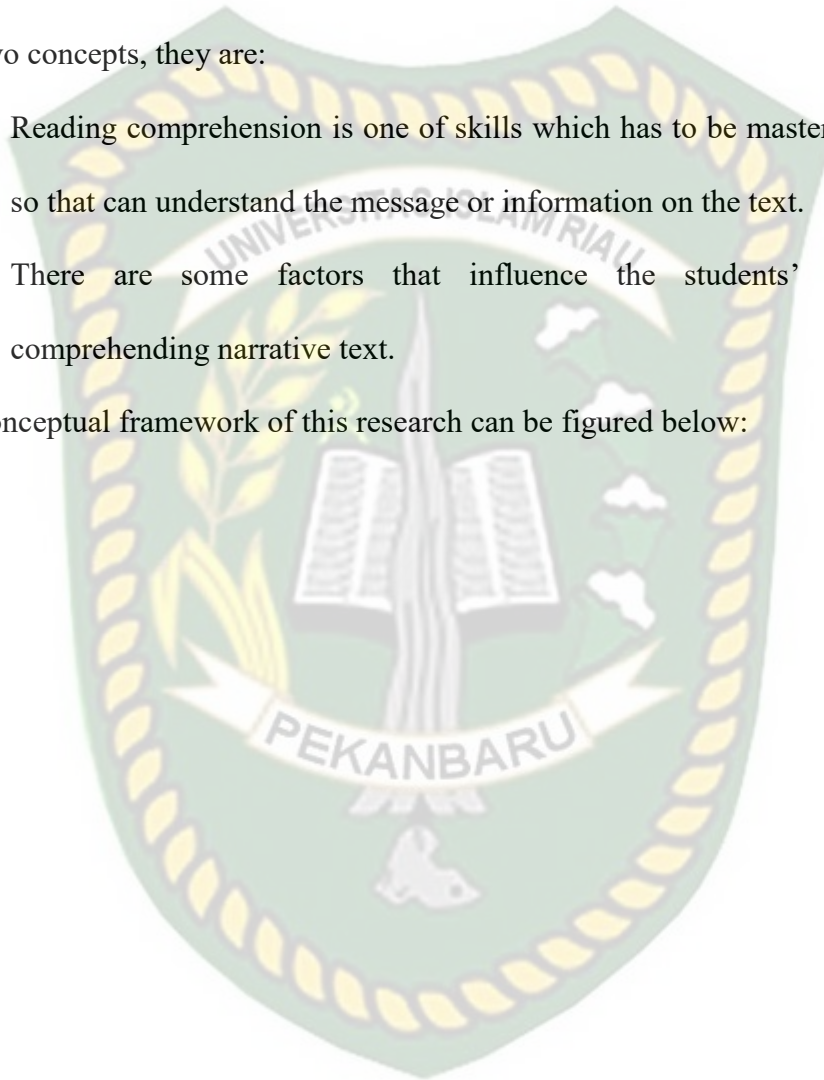 wo concepts, they are:
Reading comprehension is one of skills which has to be master
so that can understand the message or information on the text.
UNIVERSITAS ISLAM RIAU
There are some factors that influence the students’
comprehending narrative text.
onceptual framework of this research can be figured below:
PEKANBARU